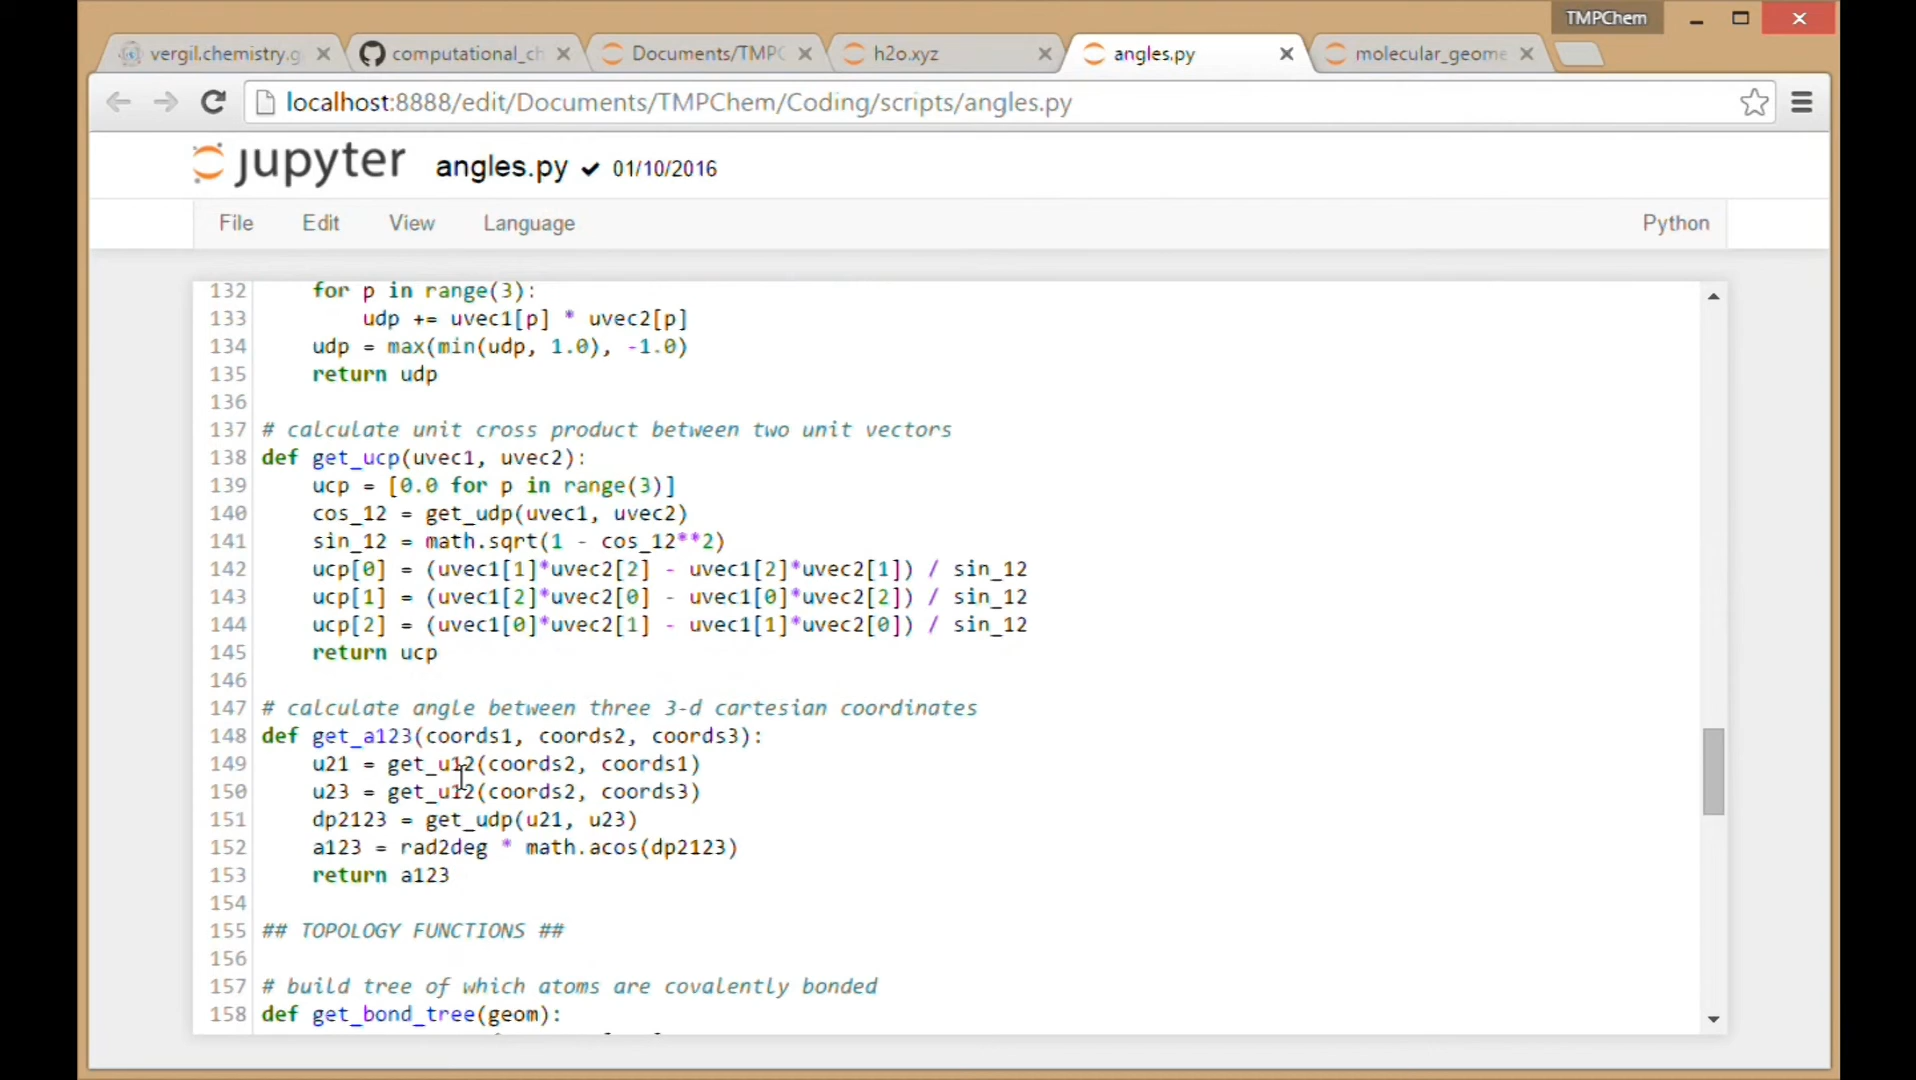 TMPChem
vergil.chemistry.g
computational_ch
Documents/TMPC
h2o.xyz
angles.py
molecular_geome
localhost:8888/edit/Documents/TMPChem/Coding/scripts/angles.py
jupyter angles.py ✔ 01/10/2016
File Edit View Language Python
132     for p in range(3):
133         udp += uvec1[p] * uvec2[p]
134     udp = max(min(udp, 1.0), -1.0)
135     return udp
136
137 # calculate unit cross product between two unit vectors
138 def get_ucp(uvec1, uvec2):
139     ucp = [0.0 for p in range(3)]
140     cos_12 = get_udp(uvec1, uvec2)
141     sin_12 = math.sqrt(1 - cos_12**2)
142     ucp[0] = (uvec1[1]*uvec2[2] - uvec1[2]*uvec2[1]) / sin_12
143     ucp[1] = (uvec1[2]*uvec2[0] - uvec1[0]*uvec2[2]) / sin_12
144     ucp[2] = (uvec1[0]*uvec2[1] - uvec1[1]*uvec2[0]) / sin_12
145     return ucp
146
147 # calculate angle between three 3-d cartesian coordinates
148 def get_a123(coords1, coords2, coords3):
149     u21 = get_u12(coords2, coords1)
150     u23 = get_u12(coords2, coords3)
151     dp2123 = get_udp(u21, u23)
152     a123 = rad2deg * math.acos(dp2123)
153     return a123
154
155 ## TOPOLOGY FUNCTIONS ##
156
157 # build tree of which atoms are covalently bonded
158 def get_bond_tree(geom):